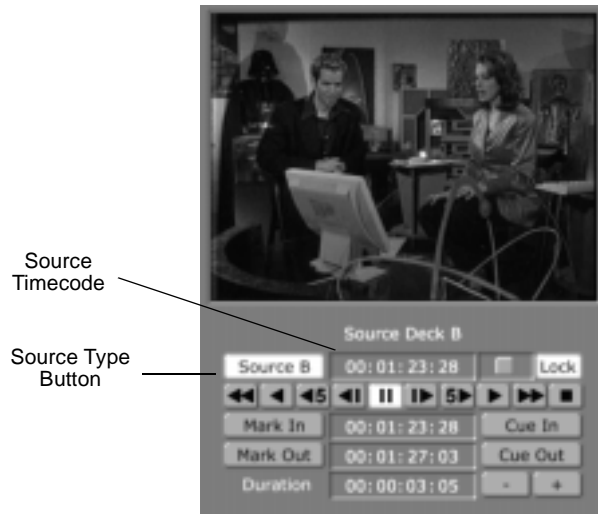 Source
Timecode
Source Deck B
Source Type
Button
Source B 00:01:23:28 Lock
5 5
Mark In 00:01:23:28 Cue In
Mark Out 00:01:27:03 Cue Out
Duration 00:00:03:05 - +